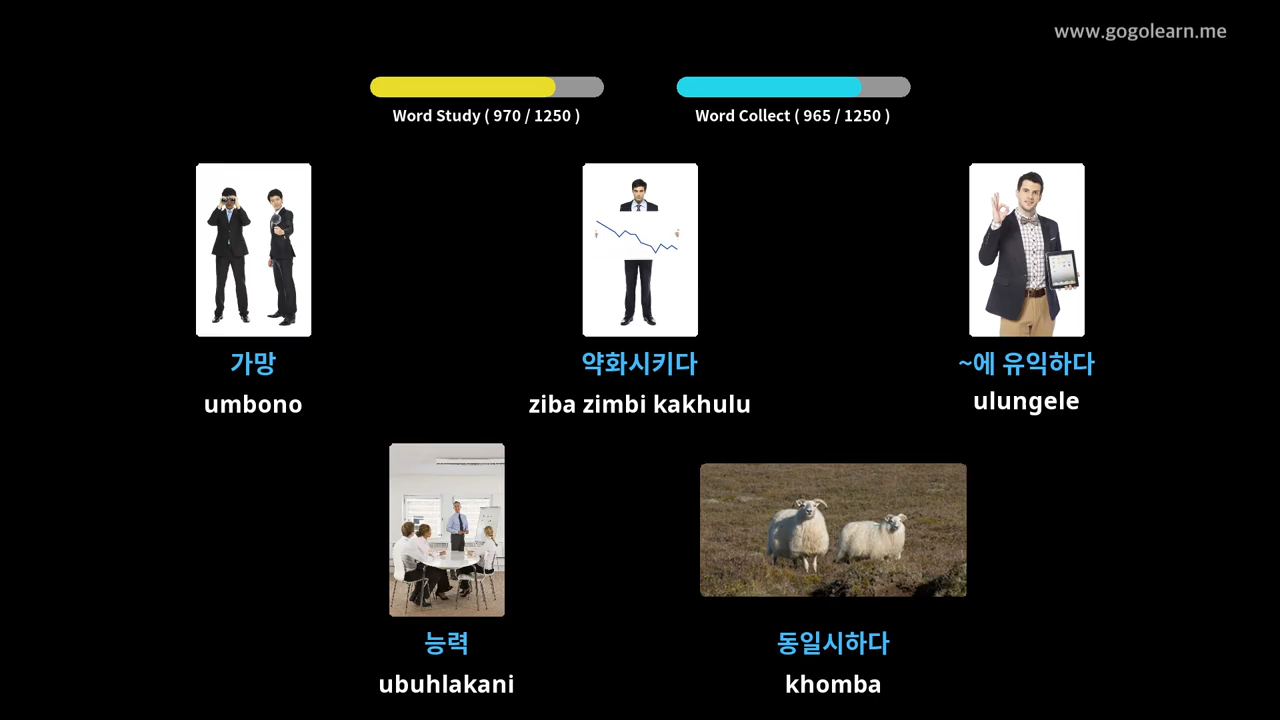 www.gogolearn.me
Word Study ( 970 / 1250 )
Word Collect ( 965 / 1250 )
가망
umbono
약화시키다
ziba zimbi kakhulu
~에 유익하다
ulungele
능력
ubuhlakani
동일시하다
khomba